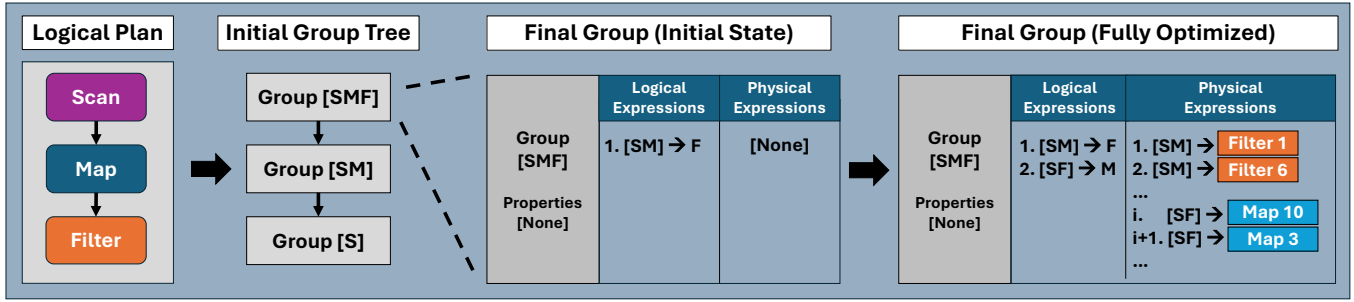 Logical Plan
Scan
Map
Filter
Initial Group Tree
Group [SMF]
Group [SM]
Group [S]
Final Group (Initial State)
Group
[SMF]
Properties
[None]
Logical
Expressions
1. [SM] → F
Physical
Expressions
[None]
Final Group (Fully Optimized)
Group
[SMF]
Properties
[None]
Logical
Expressions
1. [SM] → F
2. [SF] → M
Physical
Expressions
1. [SM] → Filter 1
2. [SM] → Filter 6
...
i. [SF] → Map 10
i+1. [SF] → Map 3
...